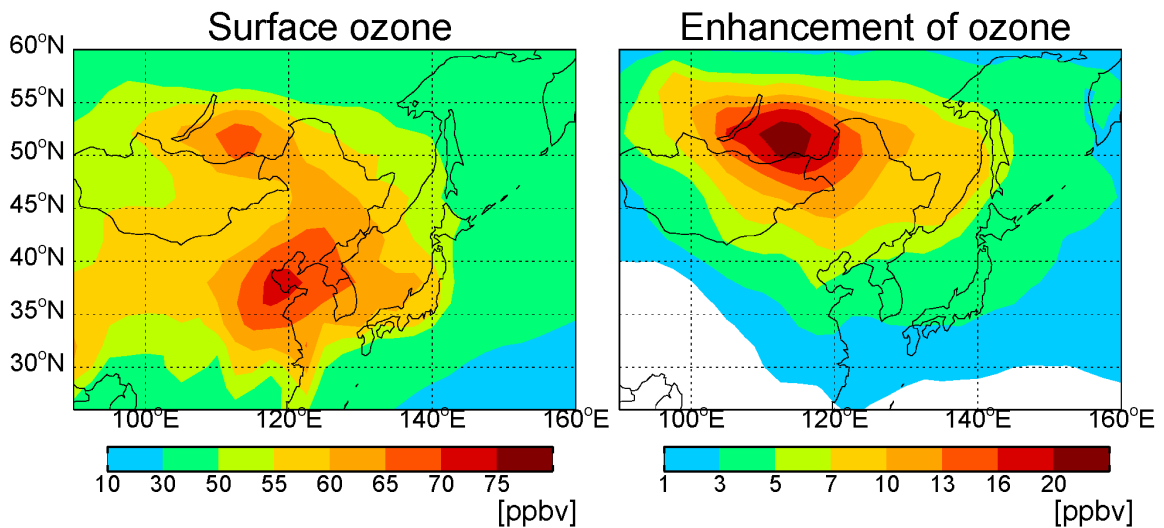 Surface ozone
Enhancement of ozone
60°N
55°N
50°N
45°N
40°N
35°N
30°N
100°E 120°E 140°E 160°E
100°E 120°E 140°E 160°E
10 30 50 55 60 65 70 75
[ppbv]
1 3 5 7 10 13 16 20
[ppbv]